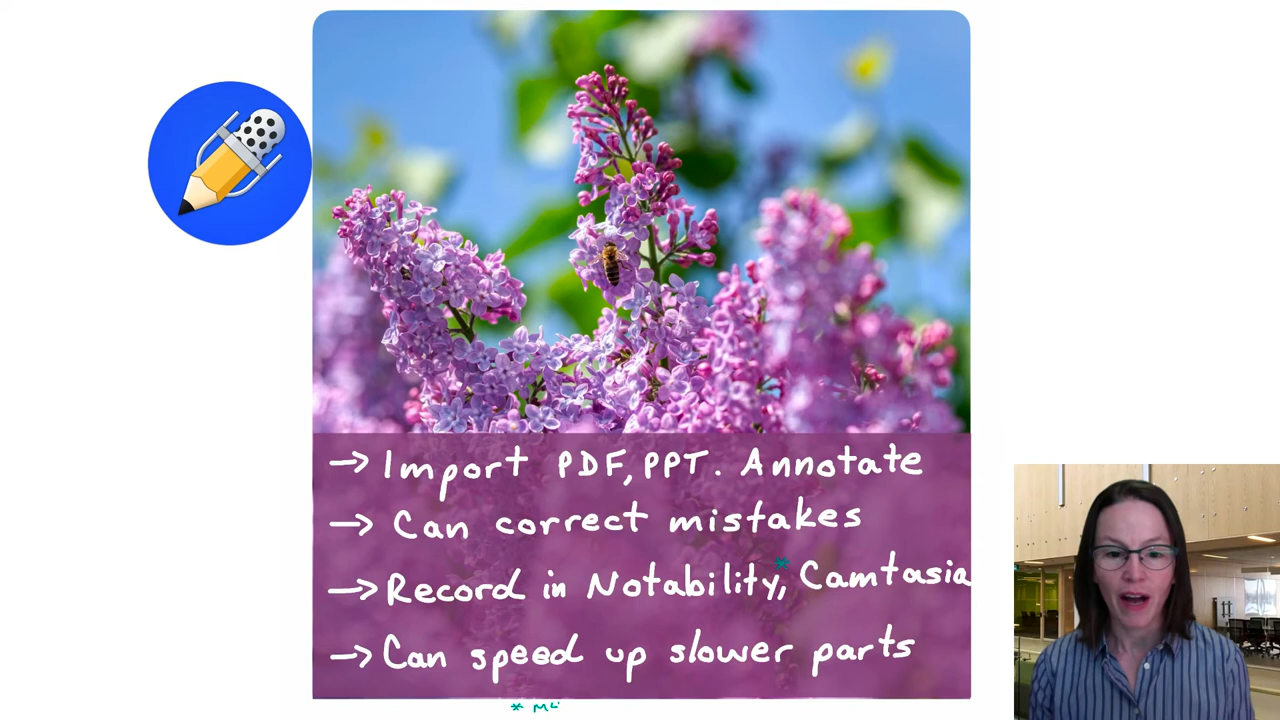 → Import PDF, PPT. Annotate
→ Can correct mistakes
→ Record in Notability,* Camtasia
→ Can speed up slower parts
*